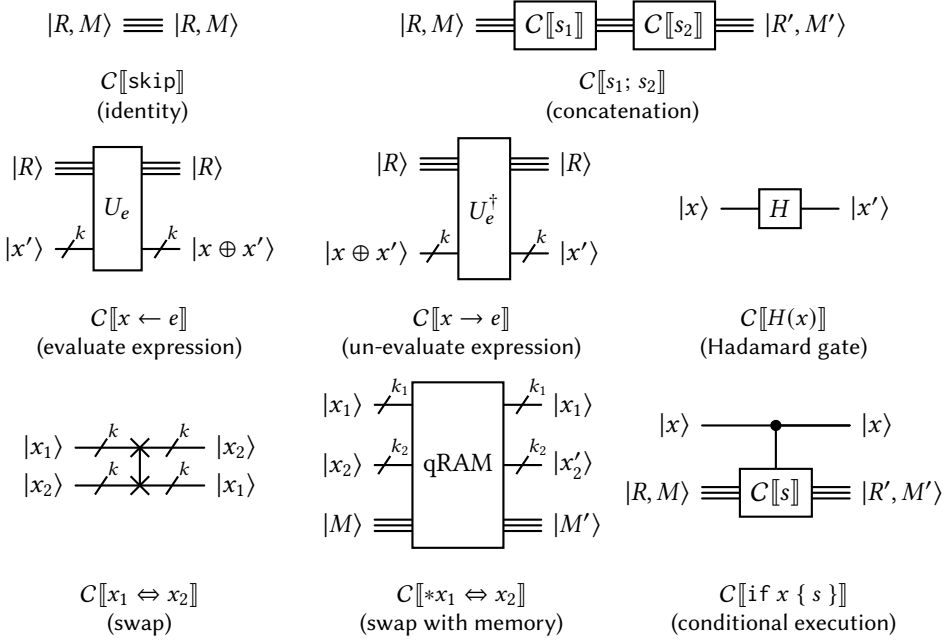 |R, M⟩ |R, M⟩
C⟦skip⟧
(identity)
|R, M⟩ C⟦s₁⟧ C⟦s₂⟧ |R′, M′⟩
C⟦s₁; s₂⟧
(concatenation)
|R⟩ Uₑ |R⟩
|x′⟩ k k |x ⊕ x′⟩
C⟦x ← e⟧
(evaluate expression)
|R⟩ Uₑ† |R⟩
|x ⊕ x′⟩ k k |x′⟩
C⟦x → e⟧
(un-evaluate expression)
|x⟩ H |x′⟩
C⟦H(x)⟧
(Hadamard gate)
|x₁⟩ k k |x₂⟩
|x₂⟩ k k |x₁⟩
C⟦x₁ ⇔ x₂⟧
(swap)
|x₁⟩ k₁ k₁ |x₁⟩
|x₂⟩ k₂ qRAM k₂ |x₂′⟩
|M⟩ |M′⟩
C⟦*x₁ ⇔ x₂⟧
(swap with memory)
|x⟩ |x⟩
|R, M⟩ C⟦s⟧ |R′, M′⟩
C⟦if x { s }⟧
(conditional execution)